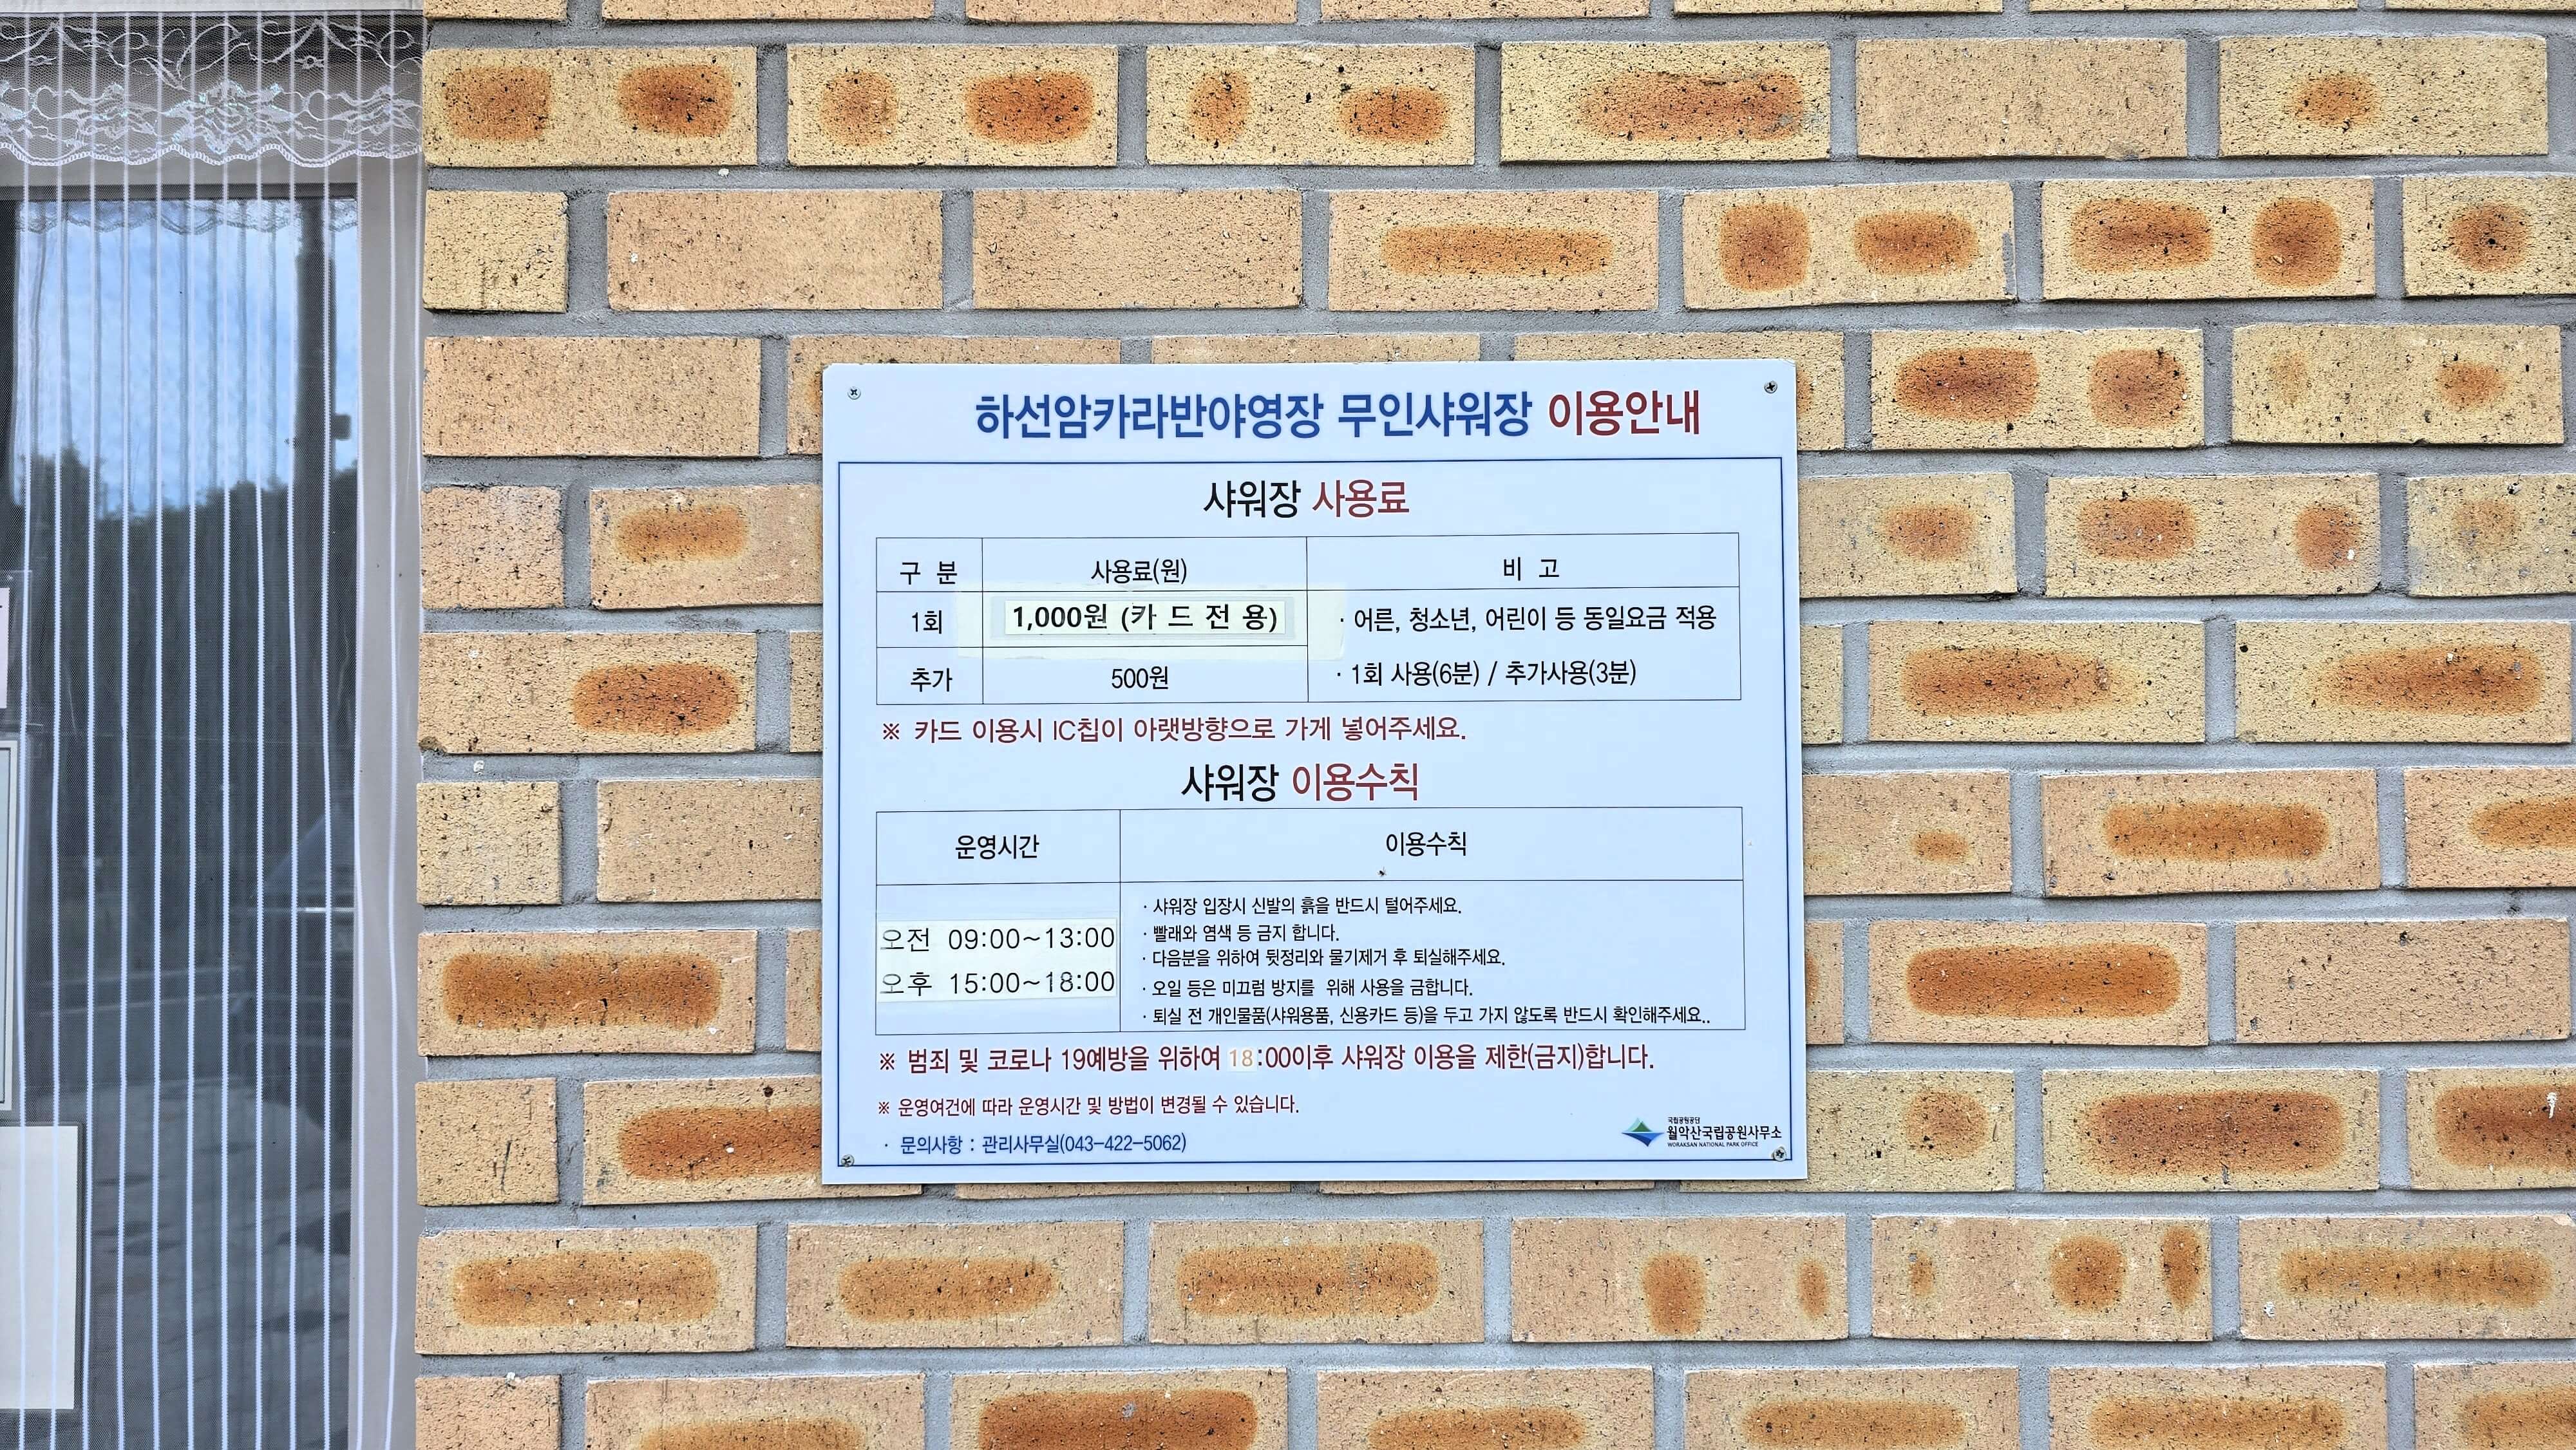 하선암카라반야영장 무인샤워장 이용안내
샤워장 사용료
구 분 사용료(원) 비 고
1회 1,000원 (카 드 전 용) · 어른, 청소년, 어린이 등 동일요금 적용
추가 500원 · 1회 사용(6분) / 추가사용(3분)
※ 카드 이용시 IC칩이 아랫방향으로 가게 넣어주세요.
샤워장 이용수칙
운영시간 이용수칙
· 샤워장 입장시 신발의 흙을 반드시 털어주세요.
오전 09:00~13:00 · 빨래와 염색 등 금지 합니다.
· 다음분을 위하여 뒷정리와 물기제거 후 퇴실해주세요.
오후 15:00~18:00 · 오일 등은 미끄럼 방지를 위해 사용을 금합니다.
· 퇴실 전 개인물품(샤워용품, 신용카드 등)을 두고 가지 않도록 반드시 확인해주세요..
※ 범죄 및 코로나 19예방을 위하여 18:00이후 샤워장 이용을 제한(금지)합니다.
※ 운영여건에 따라 운영시간 및 방법이 변경될 수 있습니다.
· 문의사항 : 관리사무실(043-422-5062)
국립공원공단
월악산국립공원사무소
WORAKSAN NATIONAL PARK OFFICE